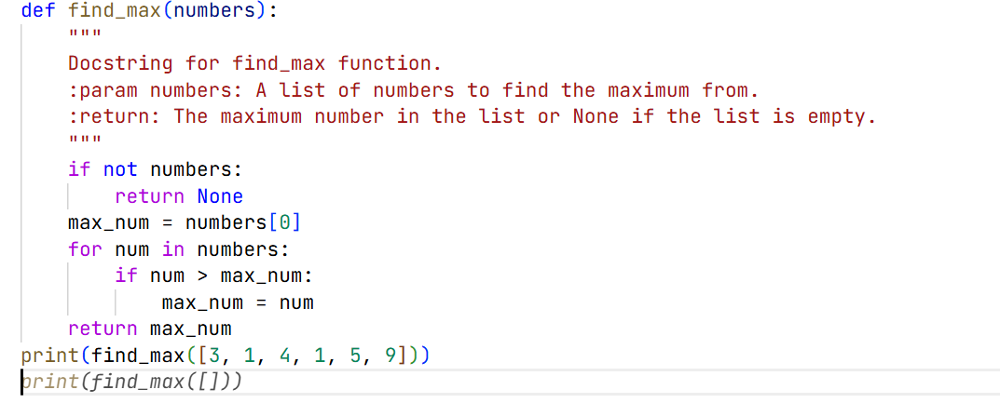 def find_max(numbers):
    """
    Docstring for find_max function.
    :param numbers: A list of numbers to find the maximum from.
    :return: The maximum number in the list or None if the list is empty.
    """
    if not numbers:
        return None
    max_num = numbers[0]
    for num in numbers:
        if num > max_num:
            max_num = num
    return max_num
print(find_max([3, 1, 4, 1, 5, 9]))
print(find_max([]))